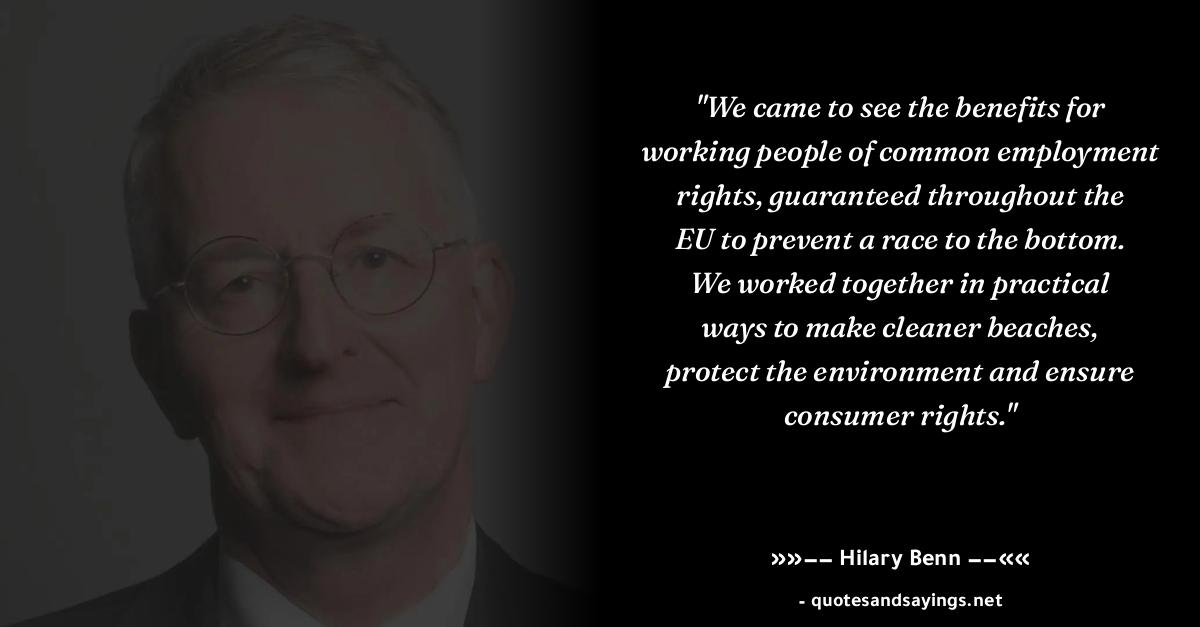 "We came to see the benefits for
working people of common employment
rights, guaranteed throughout the
EU to prevent a race to the bottom.
We worked together in practical
ways to make cleaner beaches,
protect the environment and ensure
consumer rights."
»»−− Hilary Benn −−««
- quotesandsayings.net